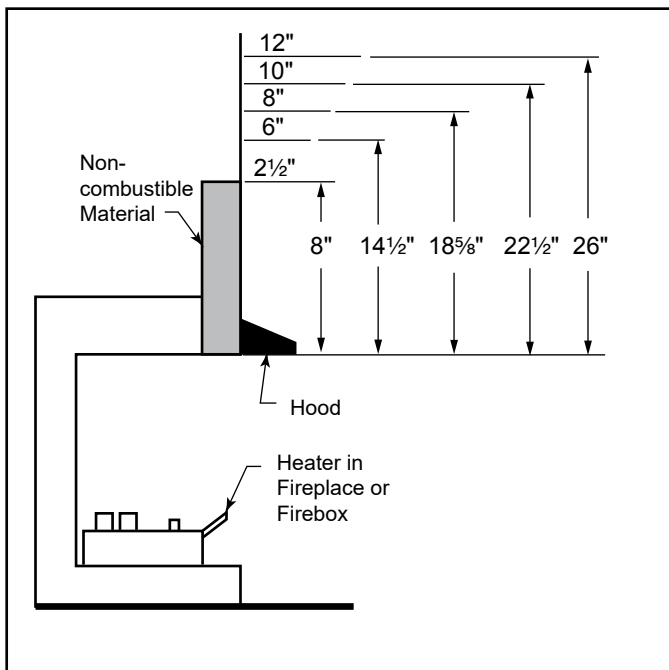 12"
10"
8"
6"
2½"
Non-
combustible
Material
8"
14½"
18⅝"
22½"
26"
Hood
Heater in
Fireplace or
Firebox